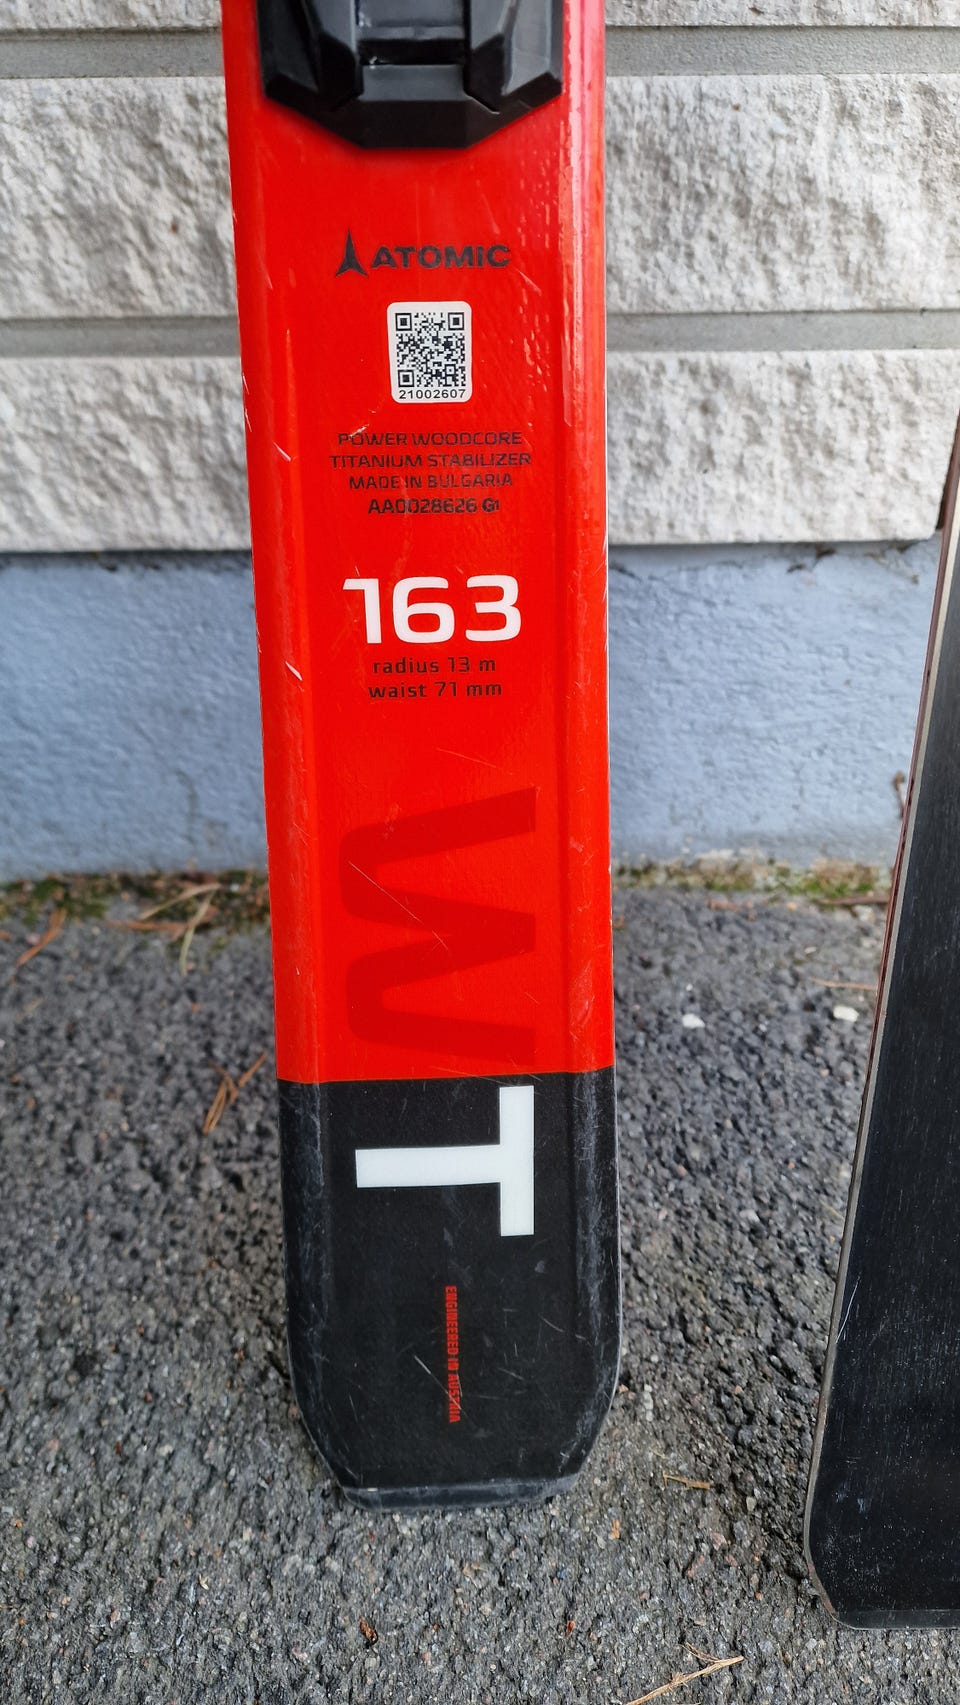 ATOMIC
21002607
POWER WOODCORE
TITANIUM STABILIZER
MADE IN BULGARIA
AA0028626 G1
163
radius 13 m
waist 71 mm
W
T
ENGINEERED IN AUSTRIA